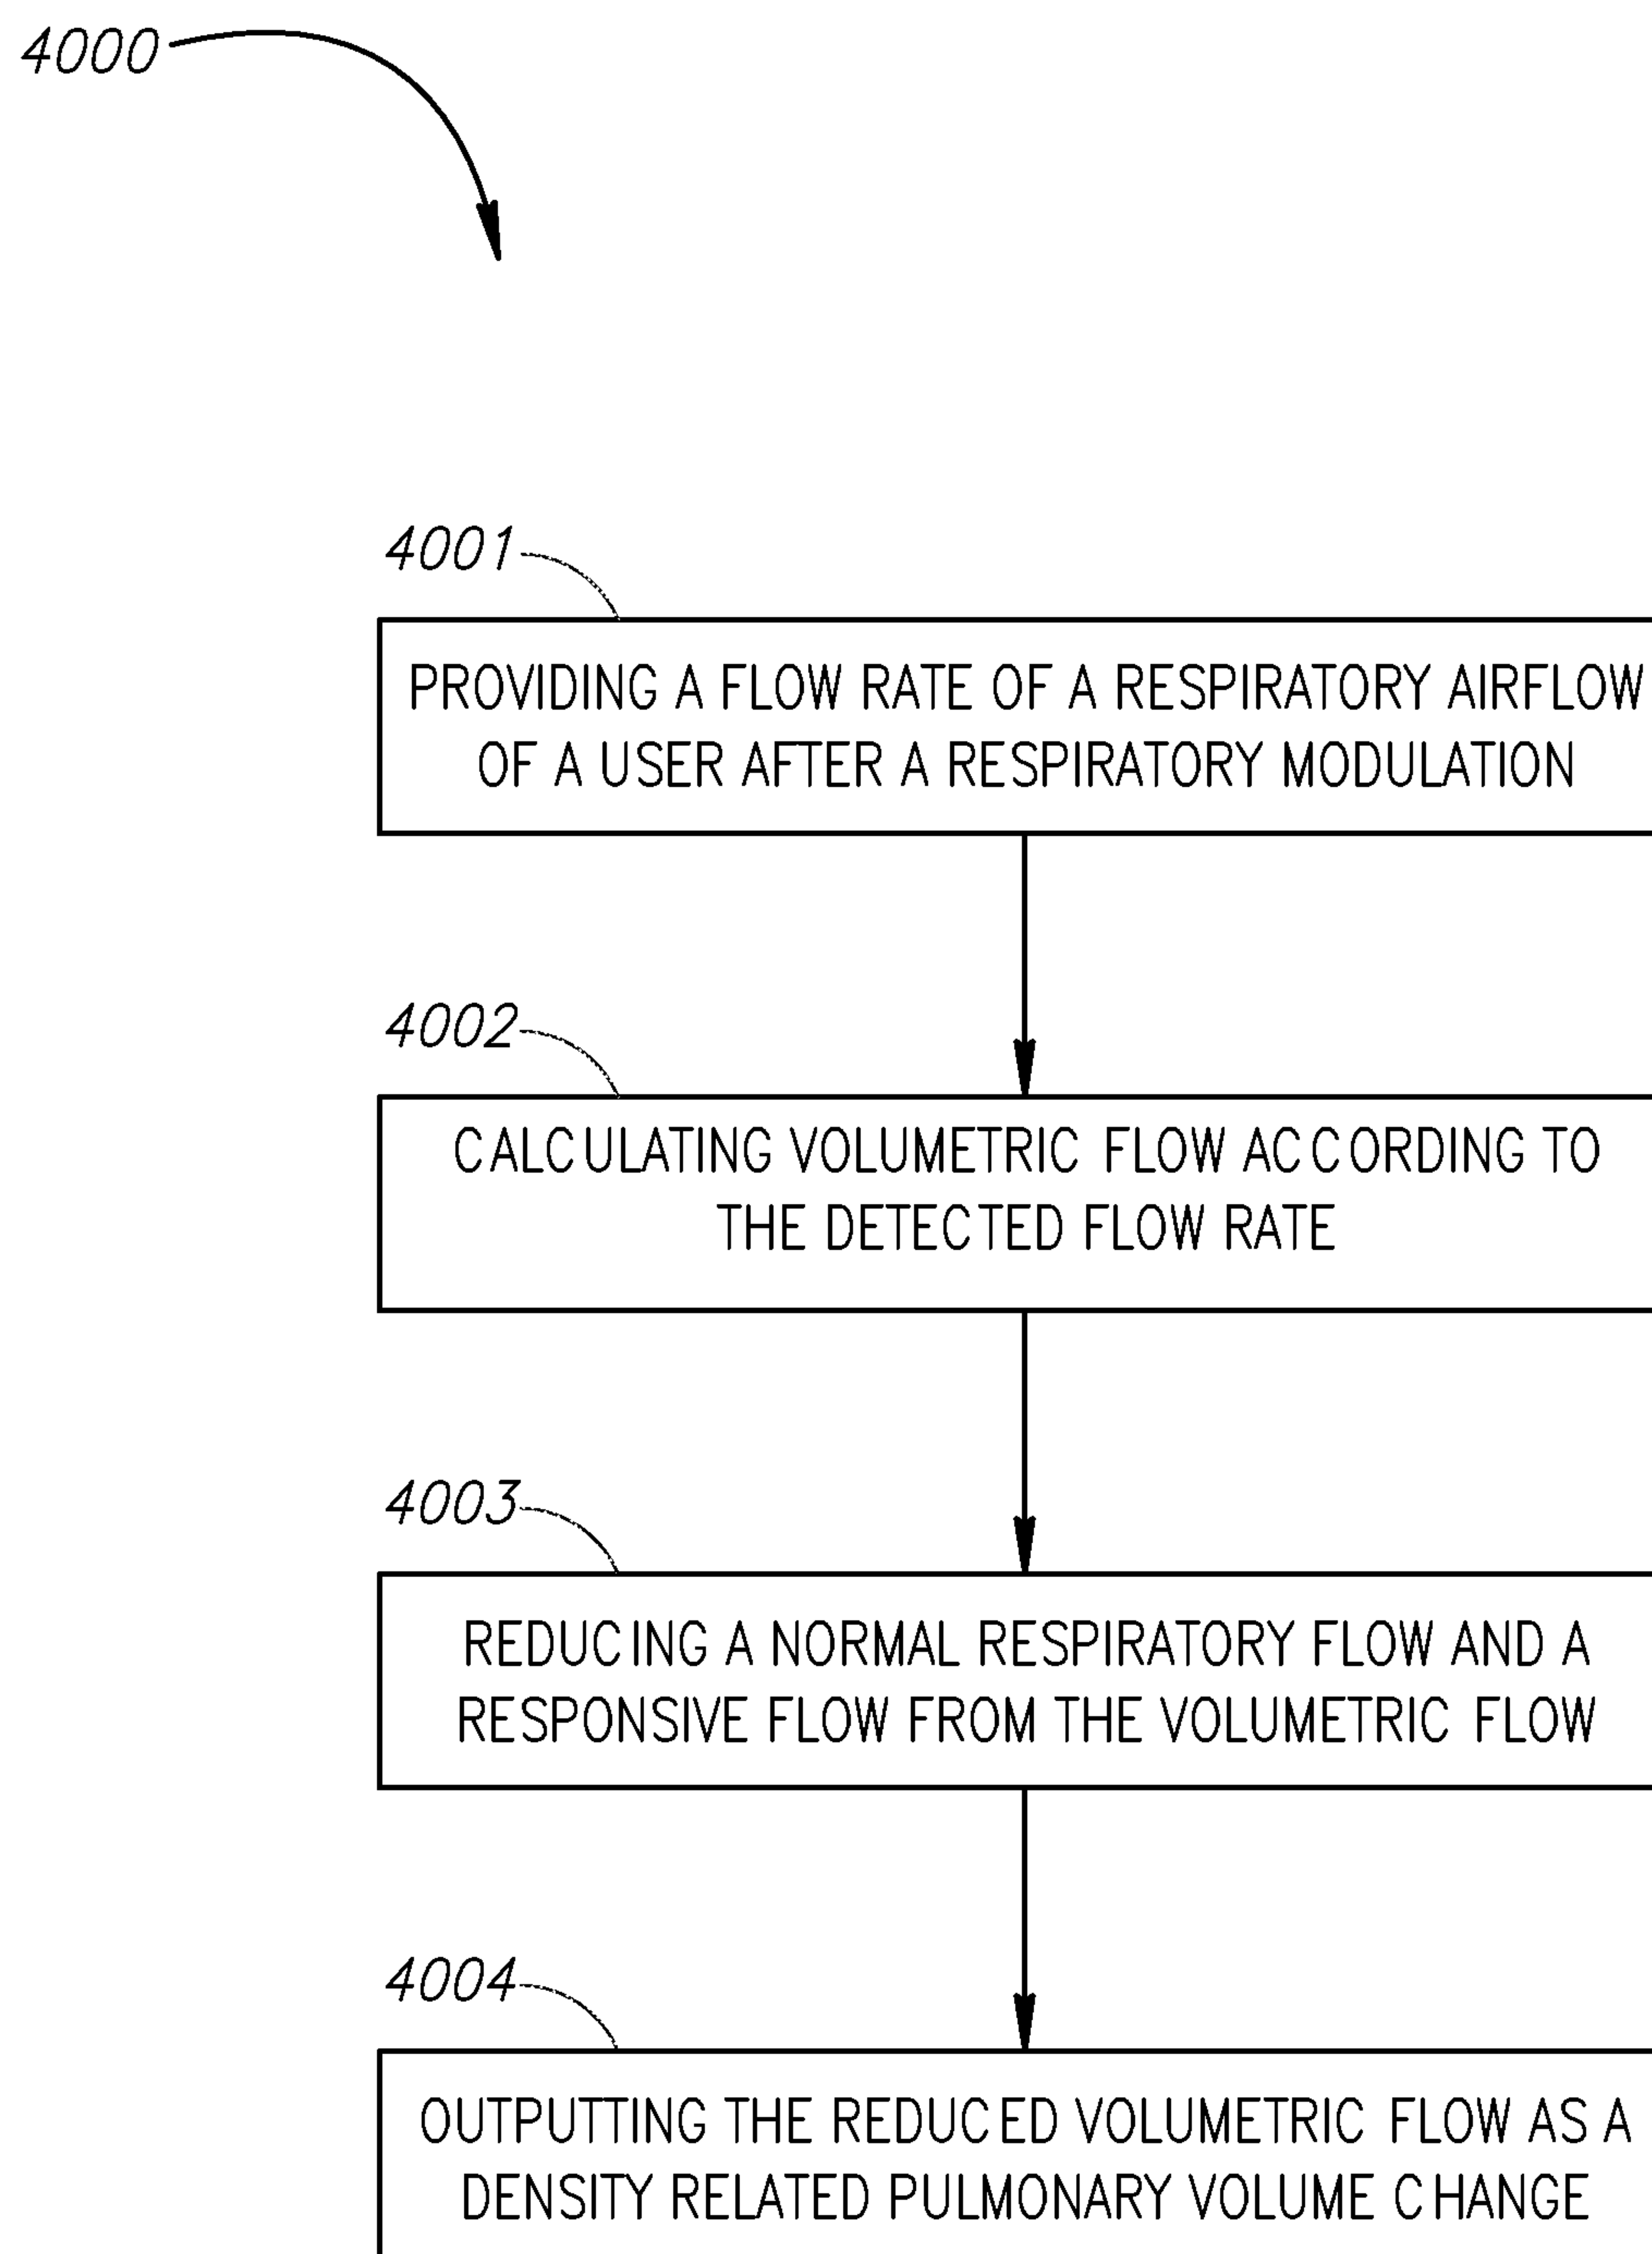 4000
4001
PROVIDING A FLOW RATE OF A RESPIRATORY AIRFLOW
OF A USER AFTER A RESPIRATORY MODULATION
4002
CALCULATING VOLUMETRIC FLOW ACCORDING TO
THE DETECTED FLOW RATE
4003
REDUCING A NORMAL RESPIRATORY FLOW AND A
RESPONSIVE FLOW FROM THE VOLUMETRIC FLOW
4004
OUTPUTTING THE REDUCED VOLUMETRIC FLOW AS A
DENSITY RELATED PULMONARY VOLUME CHANGE